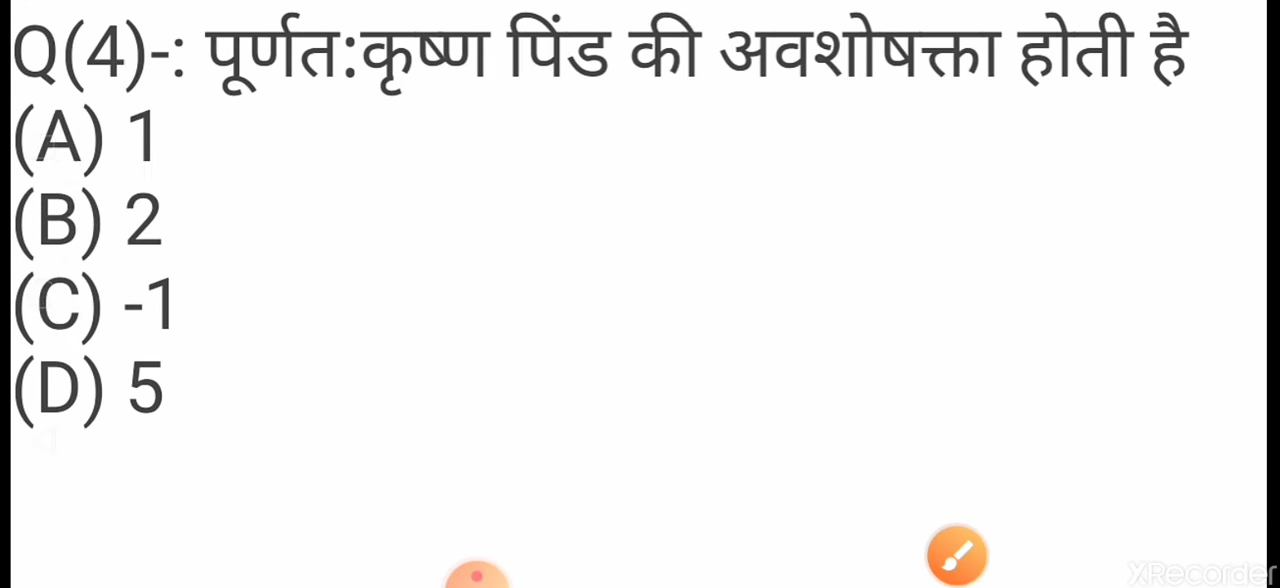 Q(4)-: पूर्णत:कृष्ण पिंड की अवशोषक्ता होती है
(A) 1
(B) 2
(C) -1
(D) 5
XRecorder